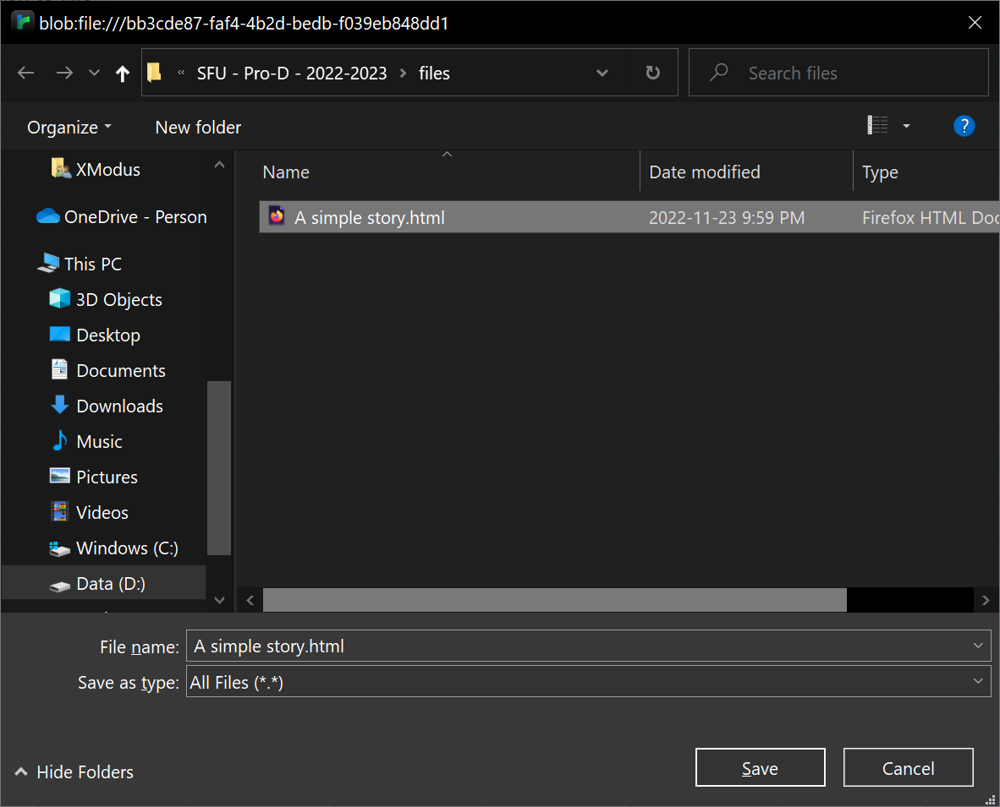 blob:file:///bb3cde87-faf4-4b2d-bedb-f039eb848dd1
« SFU - Pro-D - 2022-2023 > files
Search files
Organize
New folder
?
XModus
OneDrive - Person
This PC
3D Objects
Desktop
Documents
Downloads
Music
Pictures
Videos
Windows (C:)
Data (D:)
Name Date modified Type
A simple story.html 2022-11-23 9:59 PM Firefox HTML Doc
File name: A simple story.html
Save as type: All Files (*.*)
Hide Folders
Save
Cancel